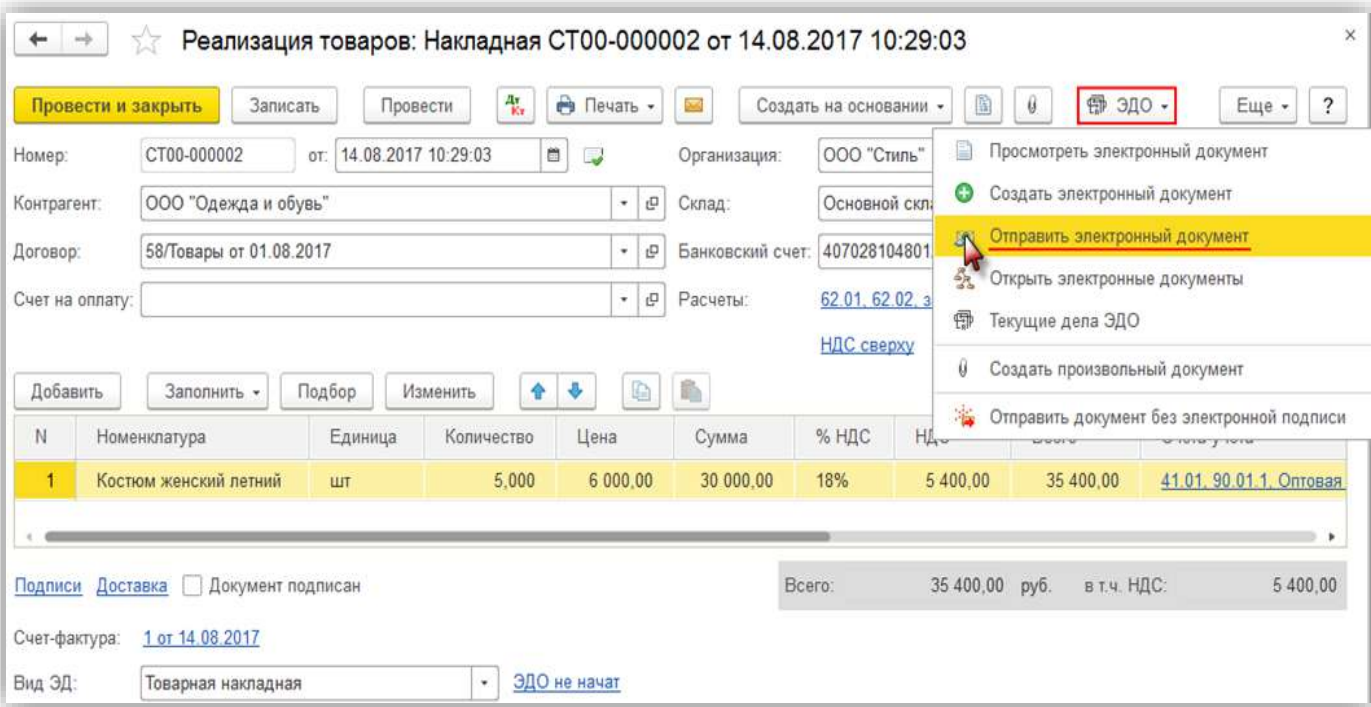 Реализация товаров: Накладная СТ00-000002 от 14.08.2017 10:29:03
Провести и закрыть Записать Провести Дт Кт Печать Создать на основании ЭДО Еще ?
Номер: СТ00-000002 от: 14.08.2017 10:29:03 Организация: ООО "Стиль"
Просмотреть электронный документ
Контрагент: ООО "Одежда и обувь" Склад: Основной скла
Создать электронный документ
Договор: 58/Товары от 01.08.2017 Банковский счет: 407028104801
Отправить электронный документ
Счет на оплату: Расчеты: 62.01, 62.02, з
Открыть электронные документы
Текущие дела ЭДО
НДС сверху
Создать произвольный документ
Добавить Заполнить Подбор Изменить
Отправить документ без электронной подписи
N Номенклатура Единица Количество Цена Сумма % НДС
1 Костюм женский летний шт 5,000 6 000,00 30 000,00 18% 5 400,00 35 400,00 41.01, 90.01.1, Оптовая
Подписи Доставка Документ подписан Всего: 35 400,00 руб. в т.ч. НДС: 5 400,00
Счет-фактура: 1 от 14.08.2017
Вид ЭД: Товарная накладная ЭДО не начат